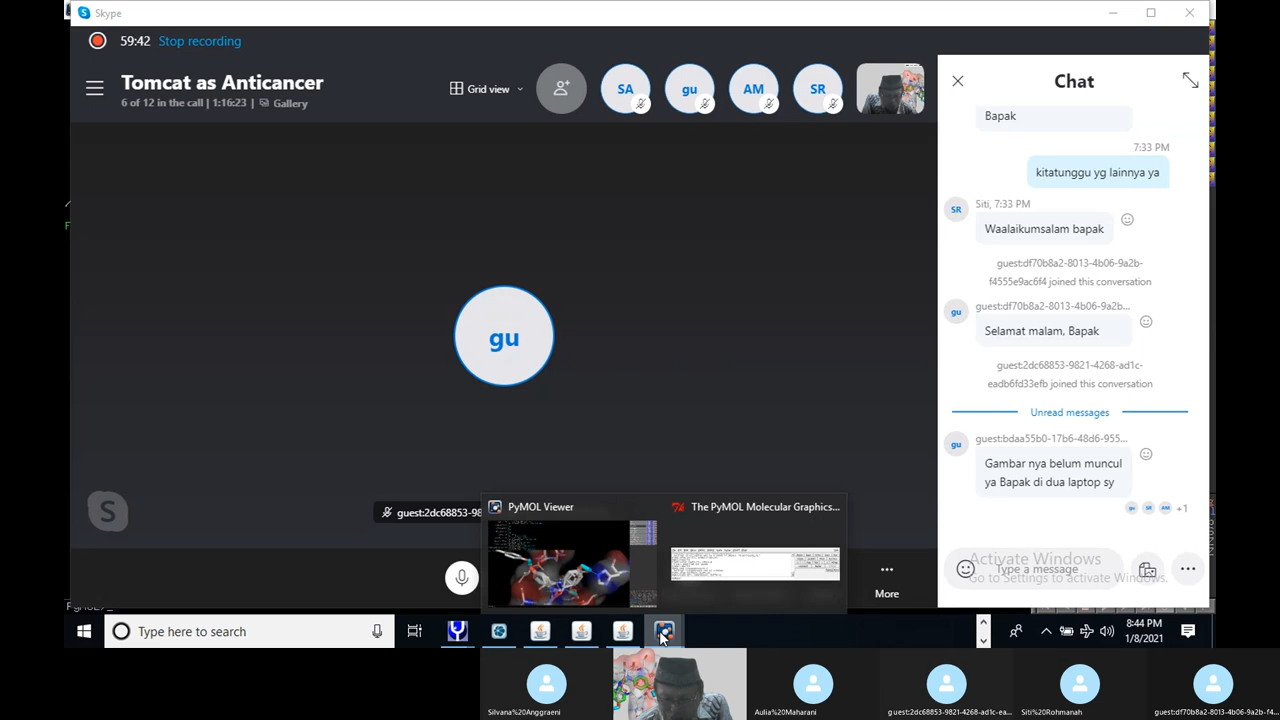 Skype
59:42 Stop recording
Tomcat as Anticancer
6 of 12 in the call | 1:16:23 | Gallery
Grid view
SA
gu
AM
SR
Chat
Bapak
7:33 PM
kitatunggu yg lainnya ya
SR
Siti, 7:33 PM
Waalaikumsalam bapak
guest:df70b8a2-8013-4b06-9a2b-
f4555e9ac6f4 joined this conversation
gu
guest:df70b8a2-8013-4b06-9a2b...
Selamat malam, Bapak
guest:2dc68853-9821-4268-ad1c-
eadb6fd33efb joined this conversation
Unread messages
gu
guest:bdaa55b0-17b6-48d6-955...
Gambar nya belum muncul
ya Bapak di dua laptop sy
gu SR AM +1
gu
S
guest:2dc68853-98
PyMOL Viewer
The PyMOL Molecular Graphics...
More
Type a message
Activate Windows
Go to Settings to activate Windows.
Type here to search
8:44 PM
1/8/2021
Silvana%20Anggraeni
Aulia%20Maharani
guest:2dc68853-9821-4268-ad1c-ea...
Siti%20Rohmanah
guest:df70b8a2-8013-4b06-9a2b-f4...